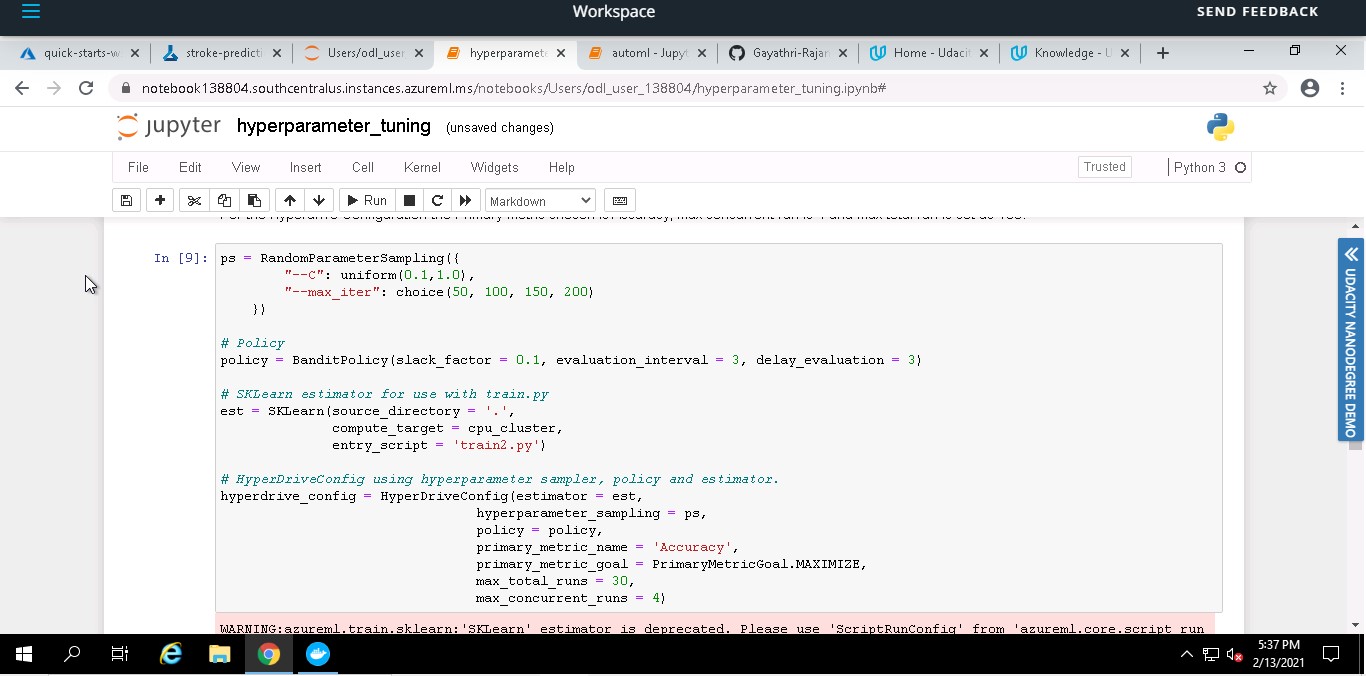 Workspace
SEND FEEDBACK
quick-starts-w
stroke-predicti
Users/odl_user
hyperparamete
automl - Jupyt
Gayathri-Rajan
Home - Udacit
Knowledge - U
notebook138804.southcentralus.instances.azureml.ms/notebooks/Users/odl_user_138804/hyperparameter_tuning.ipynb#
jupyter hyperparameter_tuning (unsaved changes)
File Edit View Insert Cell Kernel Widgets Help
Trusted
Python 3
Run
Markdown
In [9]:
ps = RandomParameterSampling({
"--C": uniform(0.1,1.0),
"--max_iter": choice(50, 100, 150, 200)
})
# Policy
policy = BanditPolicy(slack_factor = 0.1, evaluation_interval = 3, delay_evaluation = 3)
# SKLearn estimator for use with train.py
est = SKLearn(source_directory = '.',
compute_target = cpu_cluster,
entry_script = 'train2.py')
# HyperDriveConfig using hyperparameter sampler, policy and estimator.
hyperdrive_config = HyperDriveConfig(estimator = est,
hyperparameter_sampling = ps,
policy = policy,
primary_metric_name = 'Accuracy',
primary_metric_goal = PrimaryMetricGoal.MAXIMIZE,
max_total_runs = 30,
max_concurrent_runs = 4)
WARNING:azureml.train.sklearn:'SKLearn' estimator is deprecated. Please use 'ScriptRunConfig' from 'azureml.core.script_run
UDACITY NANODEGREE DEMO
5:37 PM
2/13/2021